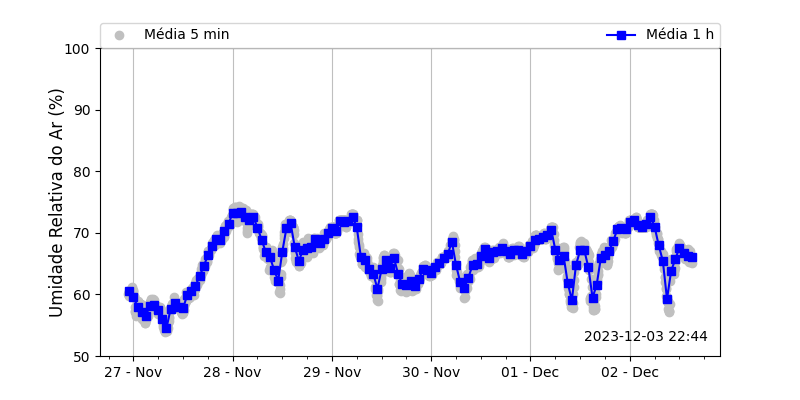 Média 5 min
Média 1 h
100
90
80
70
60
50
Umidade Relativa do Ar (%)
2023-12-03 22:44
27 - Nov
28 - Nov
29 - Nov
30 - Nov
01 - Dec
02 - Dec